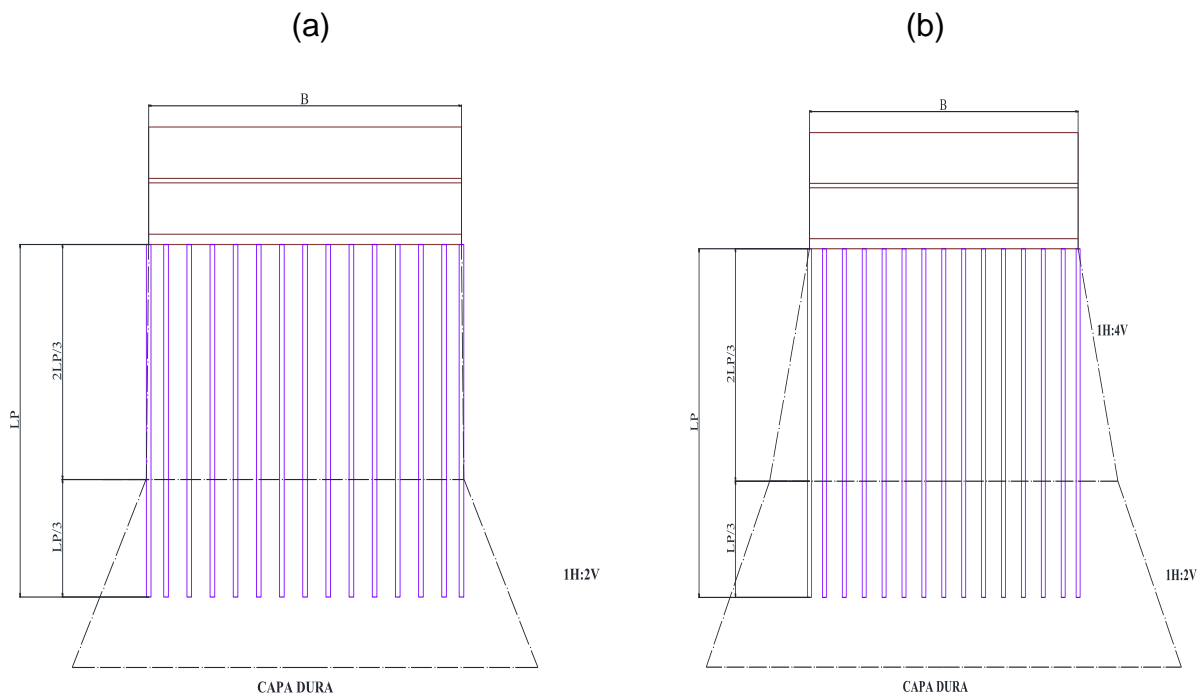 (a)
B
LP
2LP/3
LP/3
1H:2V
CAPA DURA
(b)
B
1H:4V
LP
2LP/3
LP/3
1H:2V
CAPA DURA